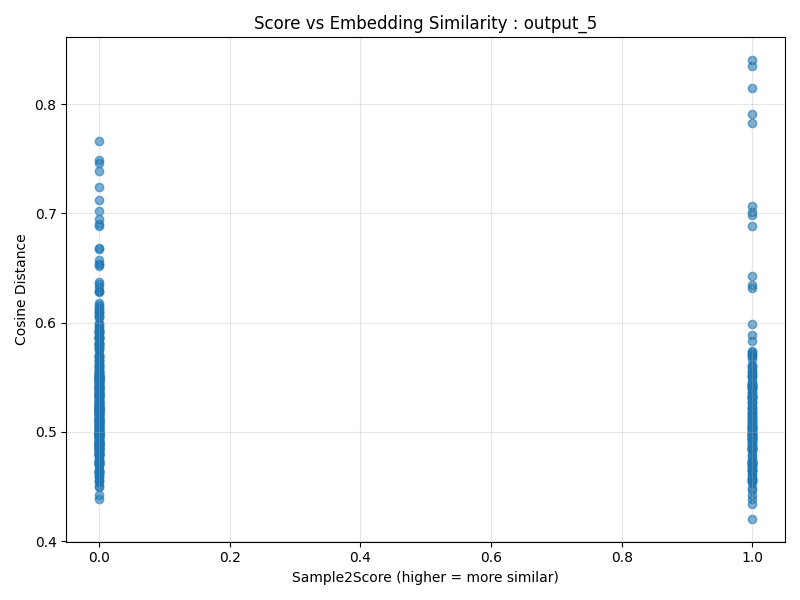 Score vs Embedding Similarity : output_5
Cosine Distance
0.8
0.7
0.6
0.5
0.4
0.0 0.2 0.4 0.6 0.8 1.0
Sample2Score (higher = more similar)